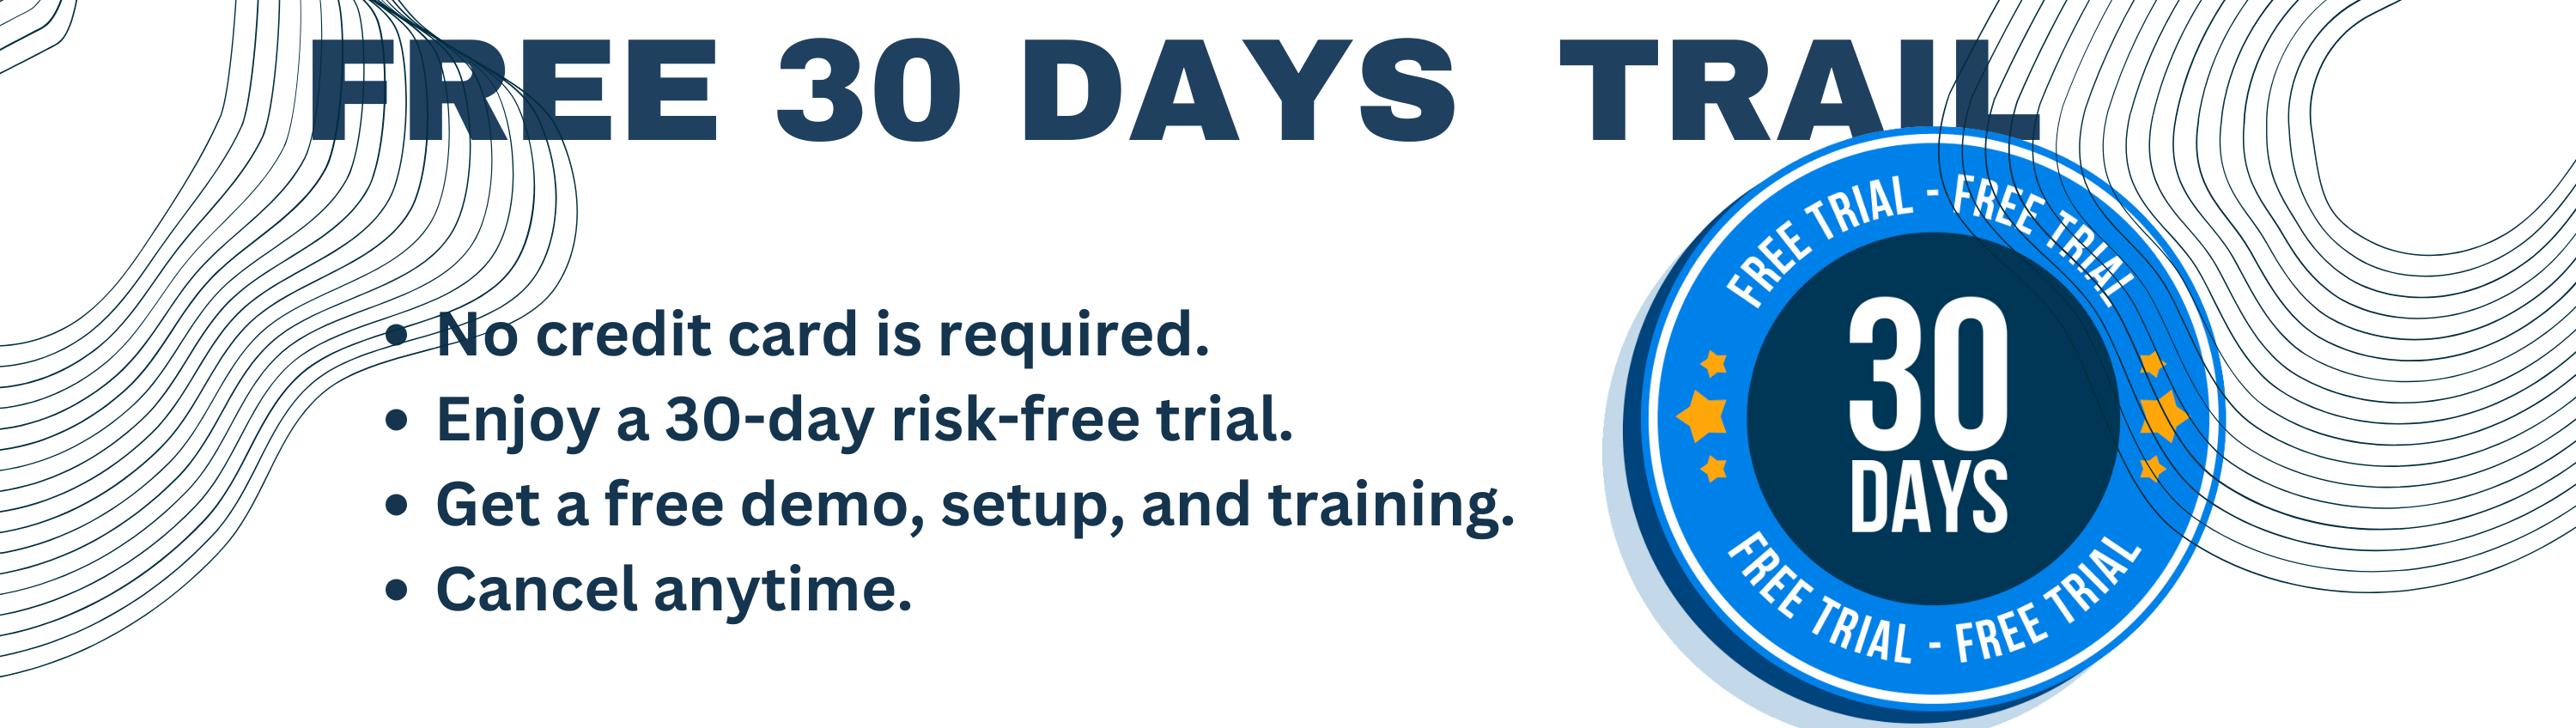 FREE 30 DAYS TRAIL
• No credit card is required.
• Enjoy a 30-day risk-free trial.
• Get a free demo, setup, and training.
• Cancel anytime.
FREE TRIAL - FREE TRIAL
30
DAYS
FREE TRIAL - FREE TRIAL